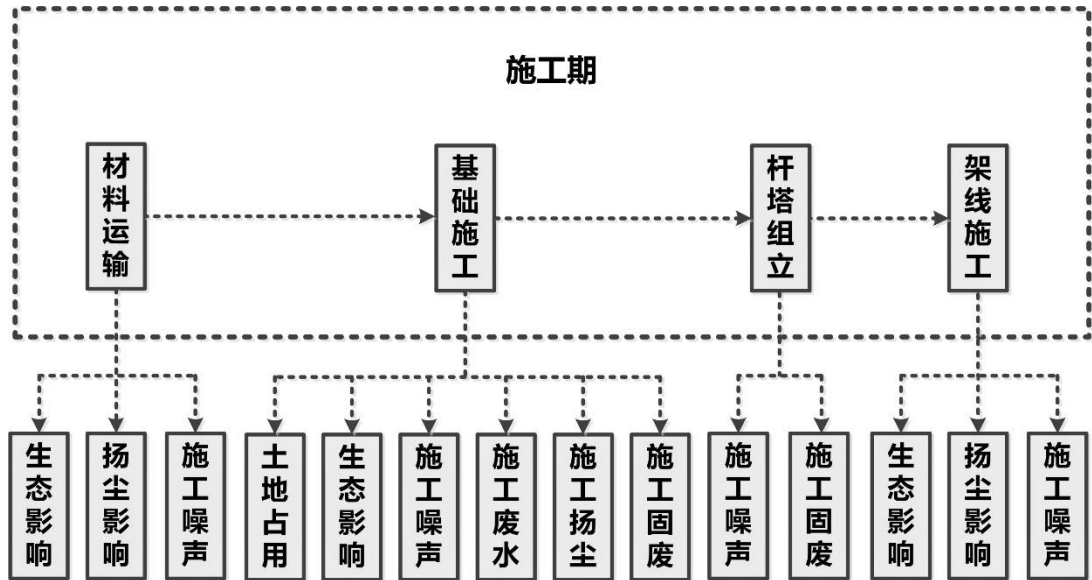 施工期
材料运输
基础施工
杆塔组立
架线施工
生态影响
扬尘影响
施工噪声
土地占用
生态影响
施工噪声
施工废水
施工扬尘
施工固废
施工噪声
施工固废
生态影响
扬尘影响
施工噪声